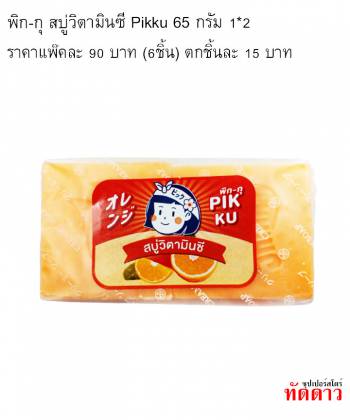 พิก-กุ สบู่วิตามินซี Pikku 65 กรัม 1*2
ราคาแพ๊คละ 90 บาท (6ชิ้น) ตกชิ้นละ 15 บาท
オレ
ンジ
ピック
พิก-กุ
PIK
KU
สบู่วิตามินซี
ซุปเปอร์สโตร์
ทัดดาว